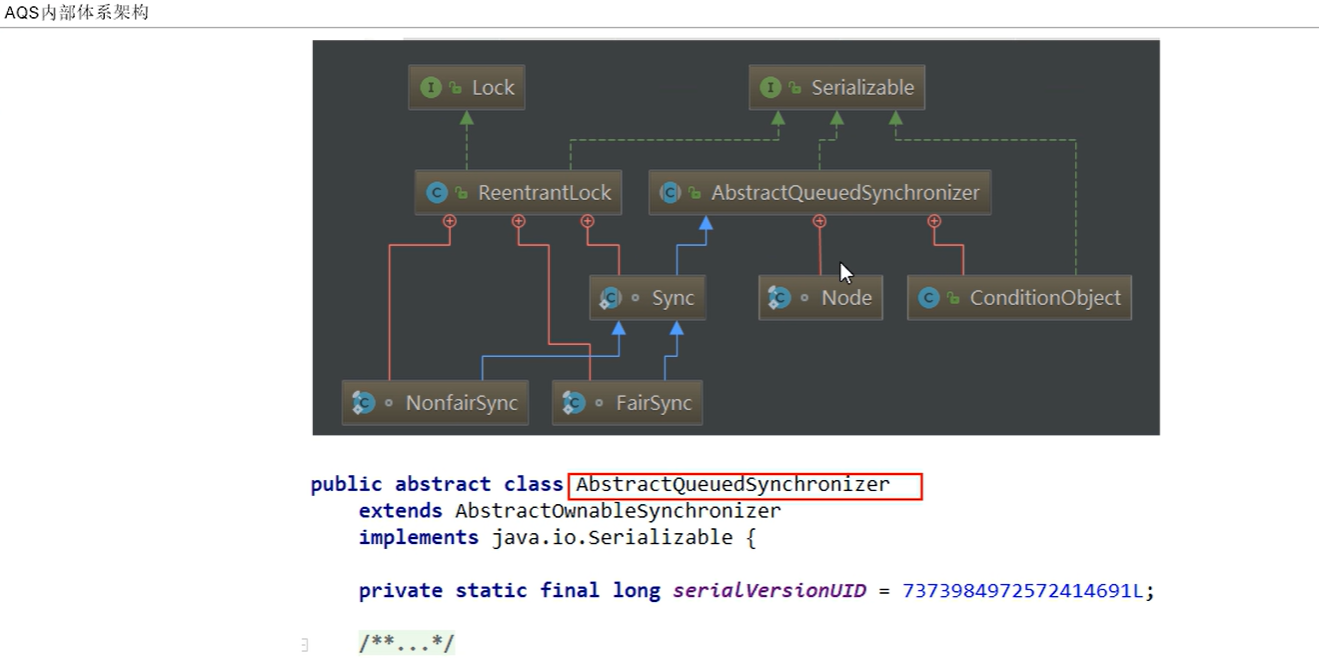 AQS内部体系架构
Lock
Serializable
ReentrantLock
AbstractQueuedSynchronizer
Sync
Node
ConditionObject
NonfairSync
FairSync
public abstract class AbstractQueuedSynchronizer
extends AbstractOwnableSynchronizer
implements java.io.Serializable {
private static final long serialVersionUID = 7373984972572414691L;
/**...*/